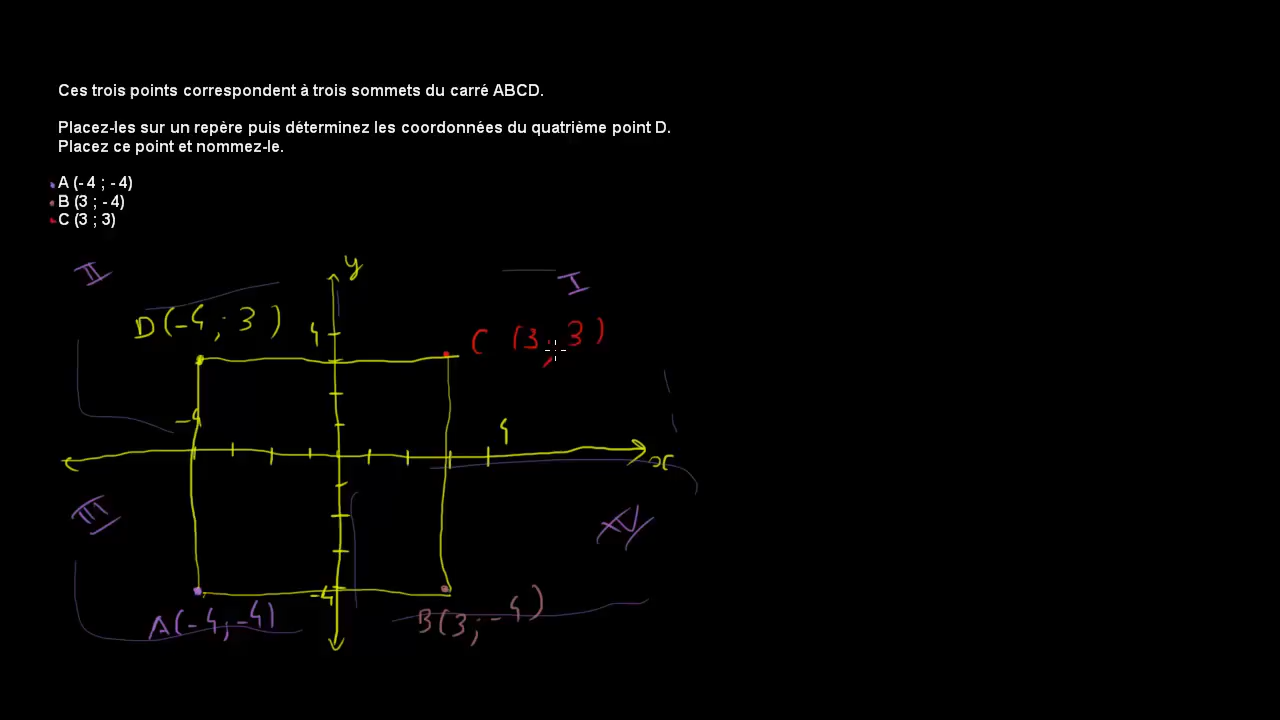 Ces trois points correspondent à trois sommets du carré ABCD.
Placez-les sur un repère puis déterminez les coordonnées du quatrième point D.
Placez ce point et nommez-le.
A (- 4 ; - 4)
B (3 ; - 4)
C (3 ; 3)
II
y
I
D(-4 ; 3)
4
C (3 ; 3)
-4
4
x
III
IV
-4
A(-4 ; -4)
B(3 ; -4)